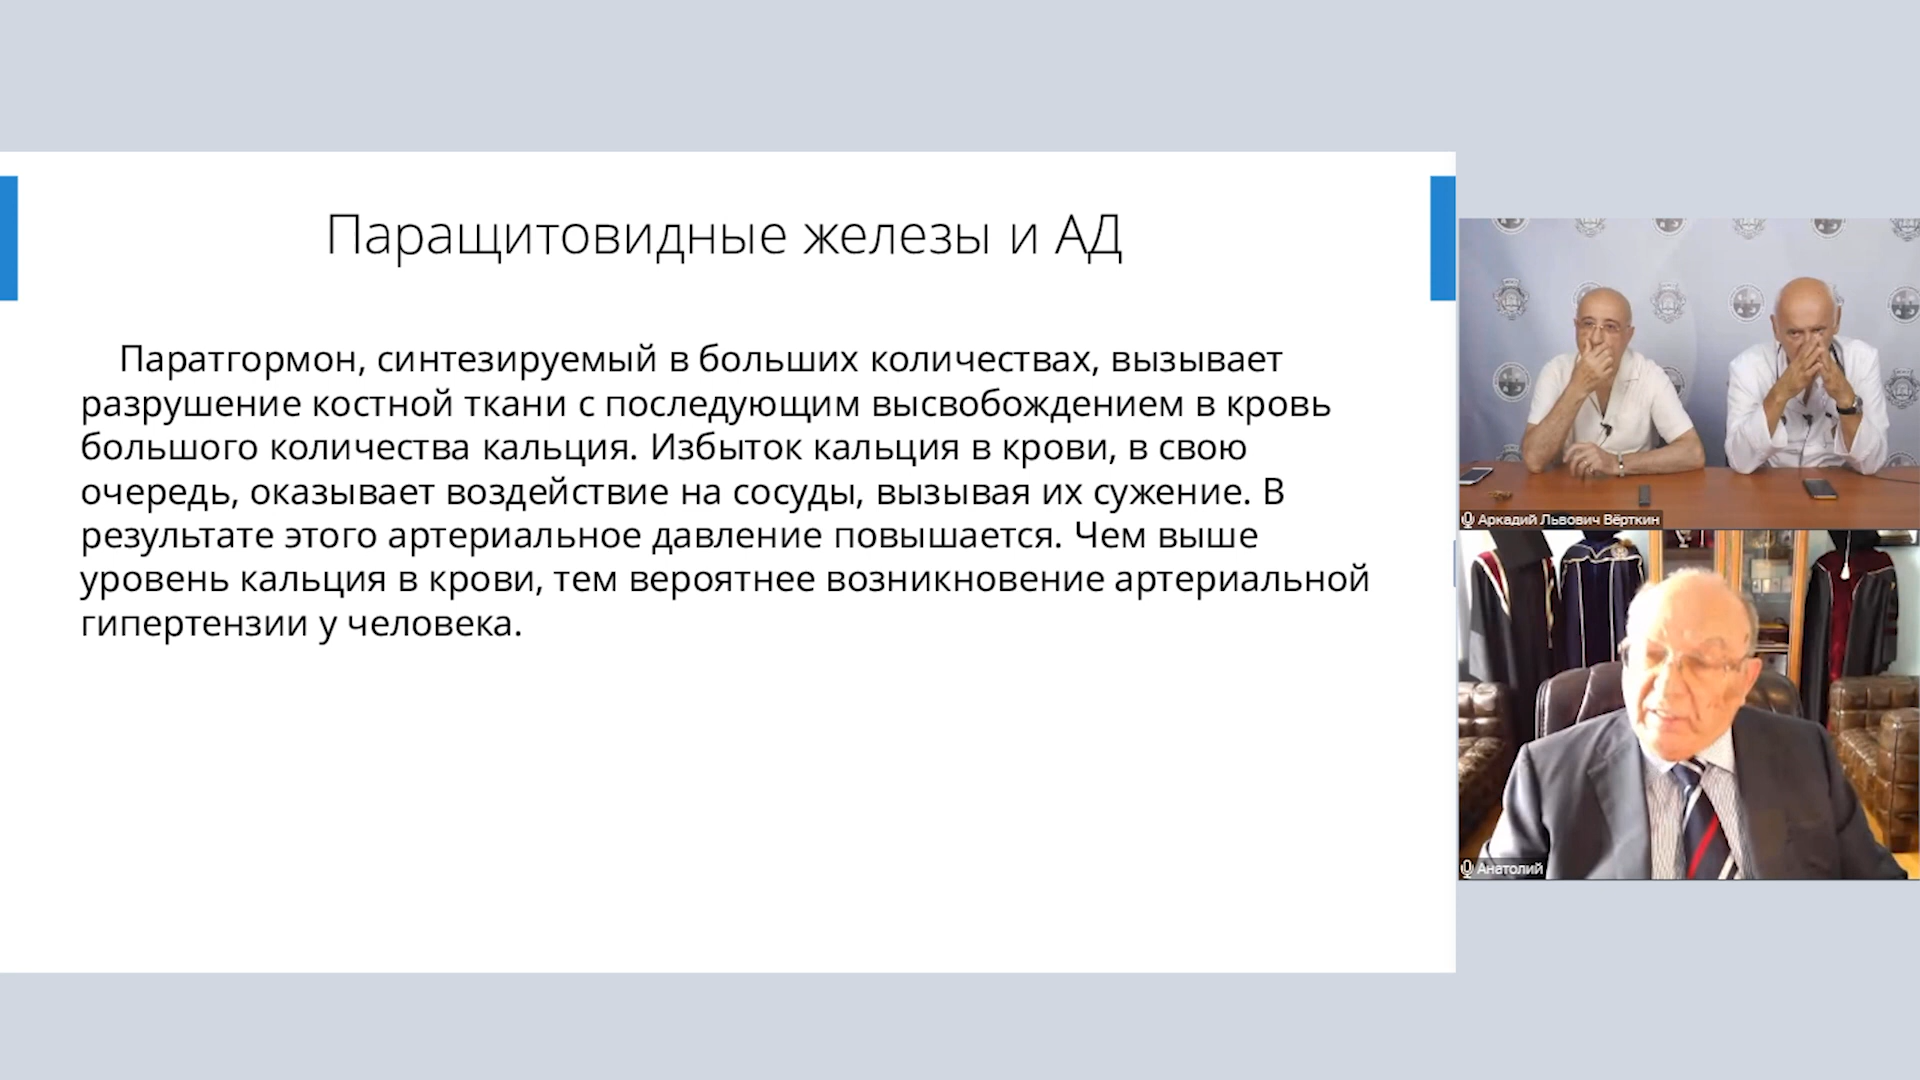 Паращитовидные железы и АД
Паратгормон, синтезируемый в больших количествах, вызывает
разрушение костной ткани с последующим высвобождением в кровь
большого количества кальция. Избыток кальция в крови, в свою
очередь, оказывает воздействие на сосуды, вызывая их сужение. В
результате этого артериальное давление повышается. Чем выше
уровень кальция в крови, тем вероятнее возникновение артериальной
гипертензии у человека.
Аркадий Львович Вёрткин
Анатолий